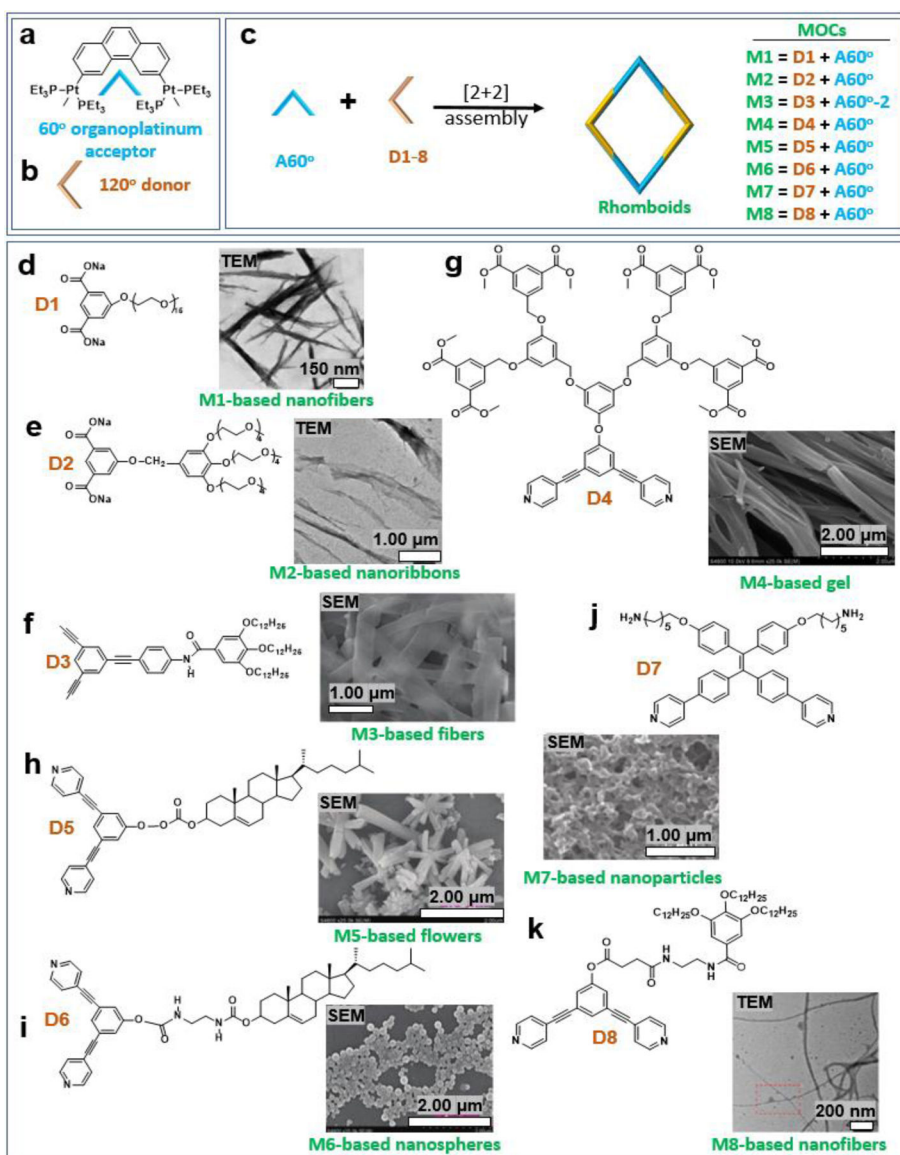 a
Et₃P–Pt
PEt₃
Pt–PEt₃
Et₃P
60° organoplatinum
acceptor
b
120° donor
c
A60°
+
D1-8
[2+2]
assembly
Rhomboids
MOCs
M1 = D1 + A60°
M2 = D2 + A60°
M3 = D3 + A60°-2
M4 = D4 + A60°
M5 = D5 + A60°
M6 = D6 + A60°
M7 = D7 + A60°
M8 = D8 + A60°
d
D1
ONa
O
O
O
16
O
ONa
TEM
150 nm
M1-based nanofibers
e
D2
ONa
O
O-CH₂
O
ONa
TEM
1.00 µm
M2-based nanoribbons
g
D4
N
N
SEM
2.00 µm
M4-based gel
f
D3
O
N
H
OC₁₂H₂₅
OC₁₂H₂₅
OC₁₂H₂₅
SEM
1.00 µm
M3-based fibers
j
H₂N
5
O
O
5
NH₂
D7
N
N
SEM
1.00 µm
M7-based nanoparticles
h
N
D5
O
O
O
O
N
SEM
2.00 µm
M5-based flowers
i
N
D6
O
O
H
N
N
H
O
O
N
SEM
2.00 µm
M6-based nanospheres
k
OC₁₂H₂₅
C₁₂H₂₅O
OC₁₂H₂₅
O
O
O
N
H
H
N
O
N
N
D8
TEM
200 nm
M8-based nanofibers